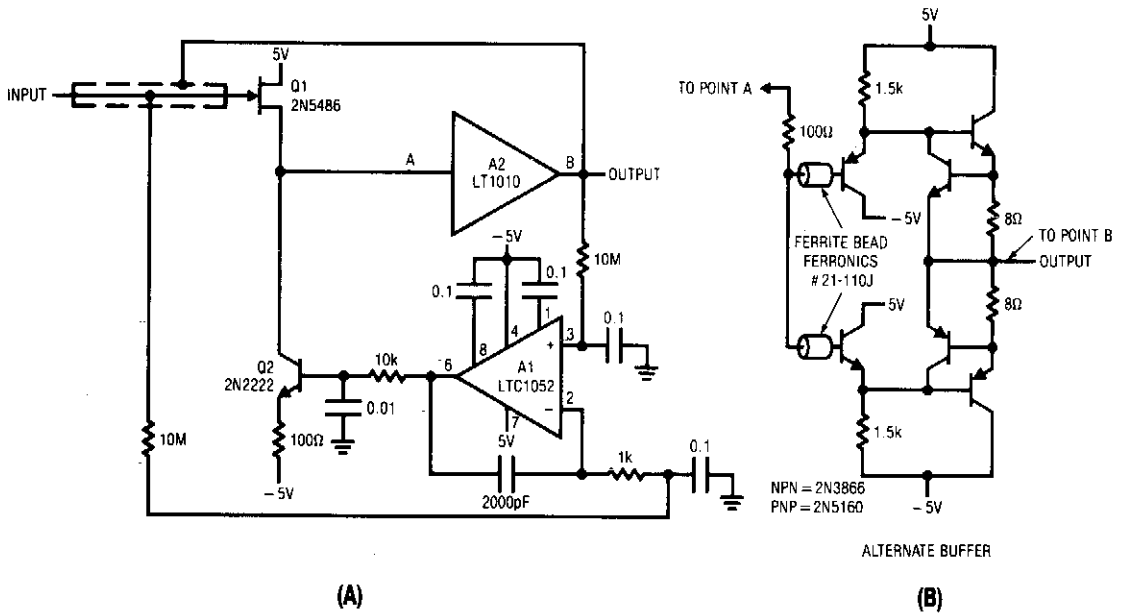 5V
INPUT
Q1
2N5486
A
A2
LT1010
B
OUTPUT
-5V
10M
0.1
0.1
8
4
1
3
+
0.1
Q2
2N2222
10k
6
A1
LTC1052
2
-
7
5V
0.01
100Ω
-5V
10M
2000pF
1k
0.1
(A)
5V
TO POINT A
1.5k
100Ω
-5V
8Ω
FERRITE BEAD
FERRONICS
#21-110J
TO POINT B
OUTPUT
5V
8Ω
1.5k
NPN = 2N3866
PNP = 2N5160
-5V
ALTERNATE BUFFER
(B)